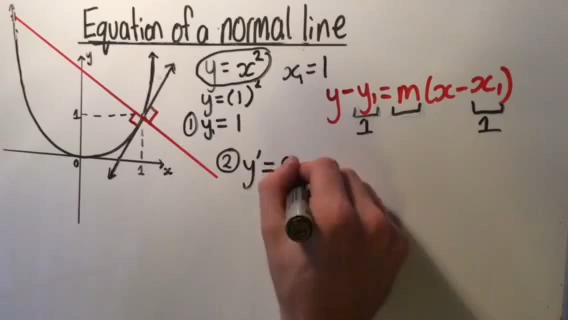 Equation of a normal line
y = x² x₁ = 1
y = (1)²
① y₁ = 1
② y' =
y - y₁ = m(x - x₁)
1 1
y
1
0 1 x